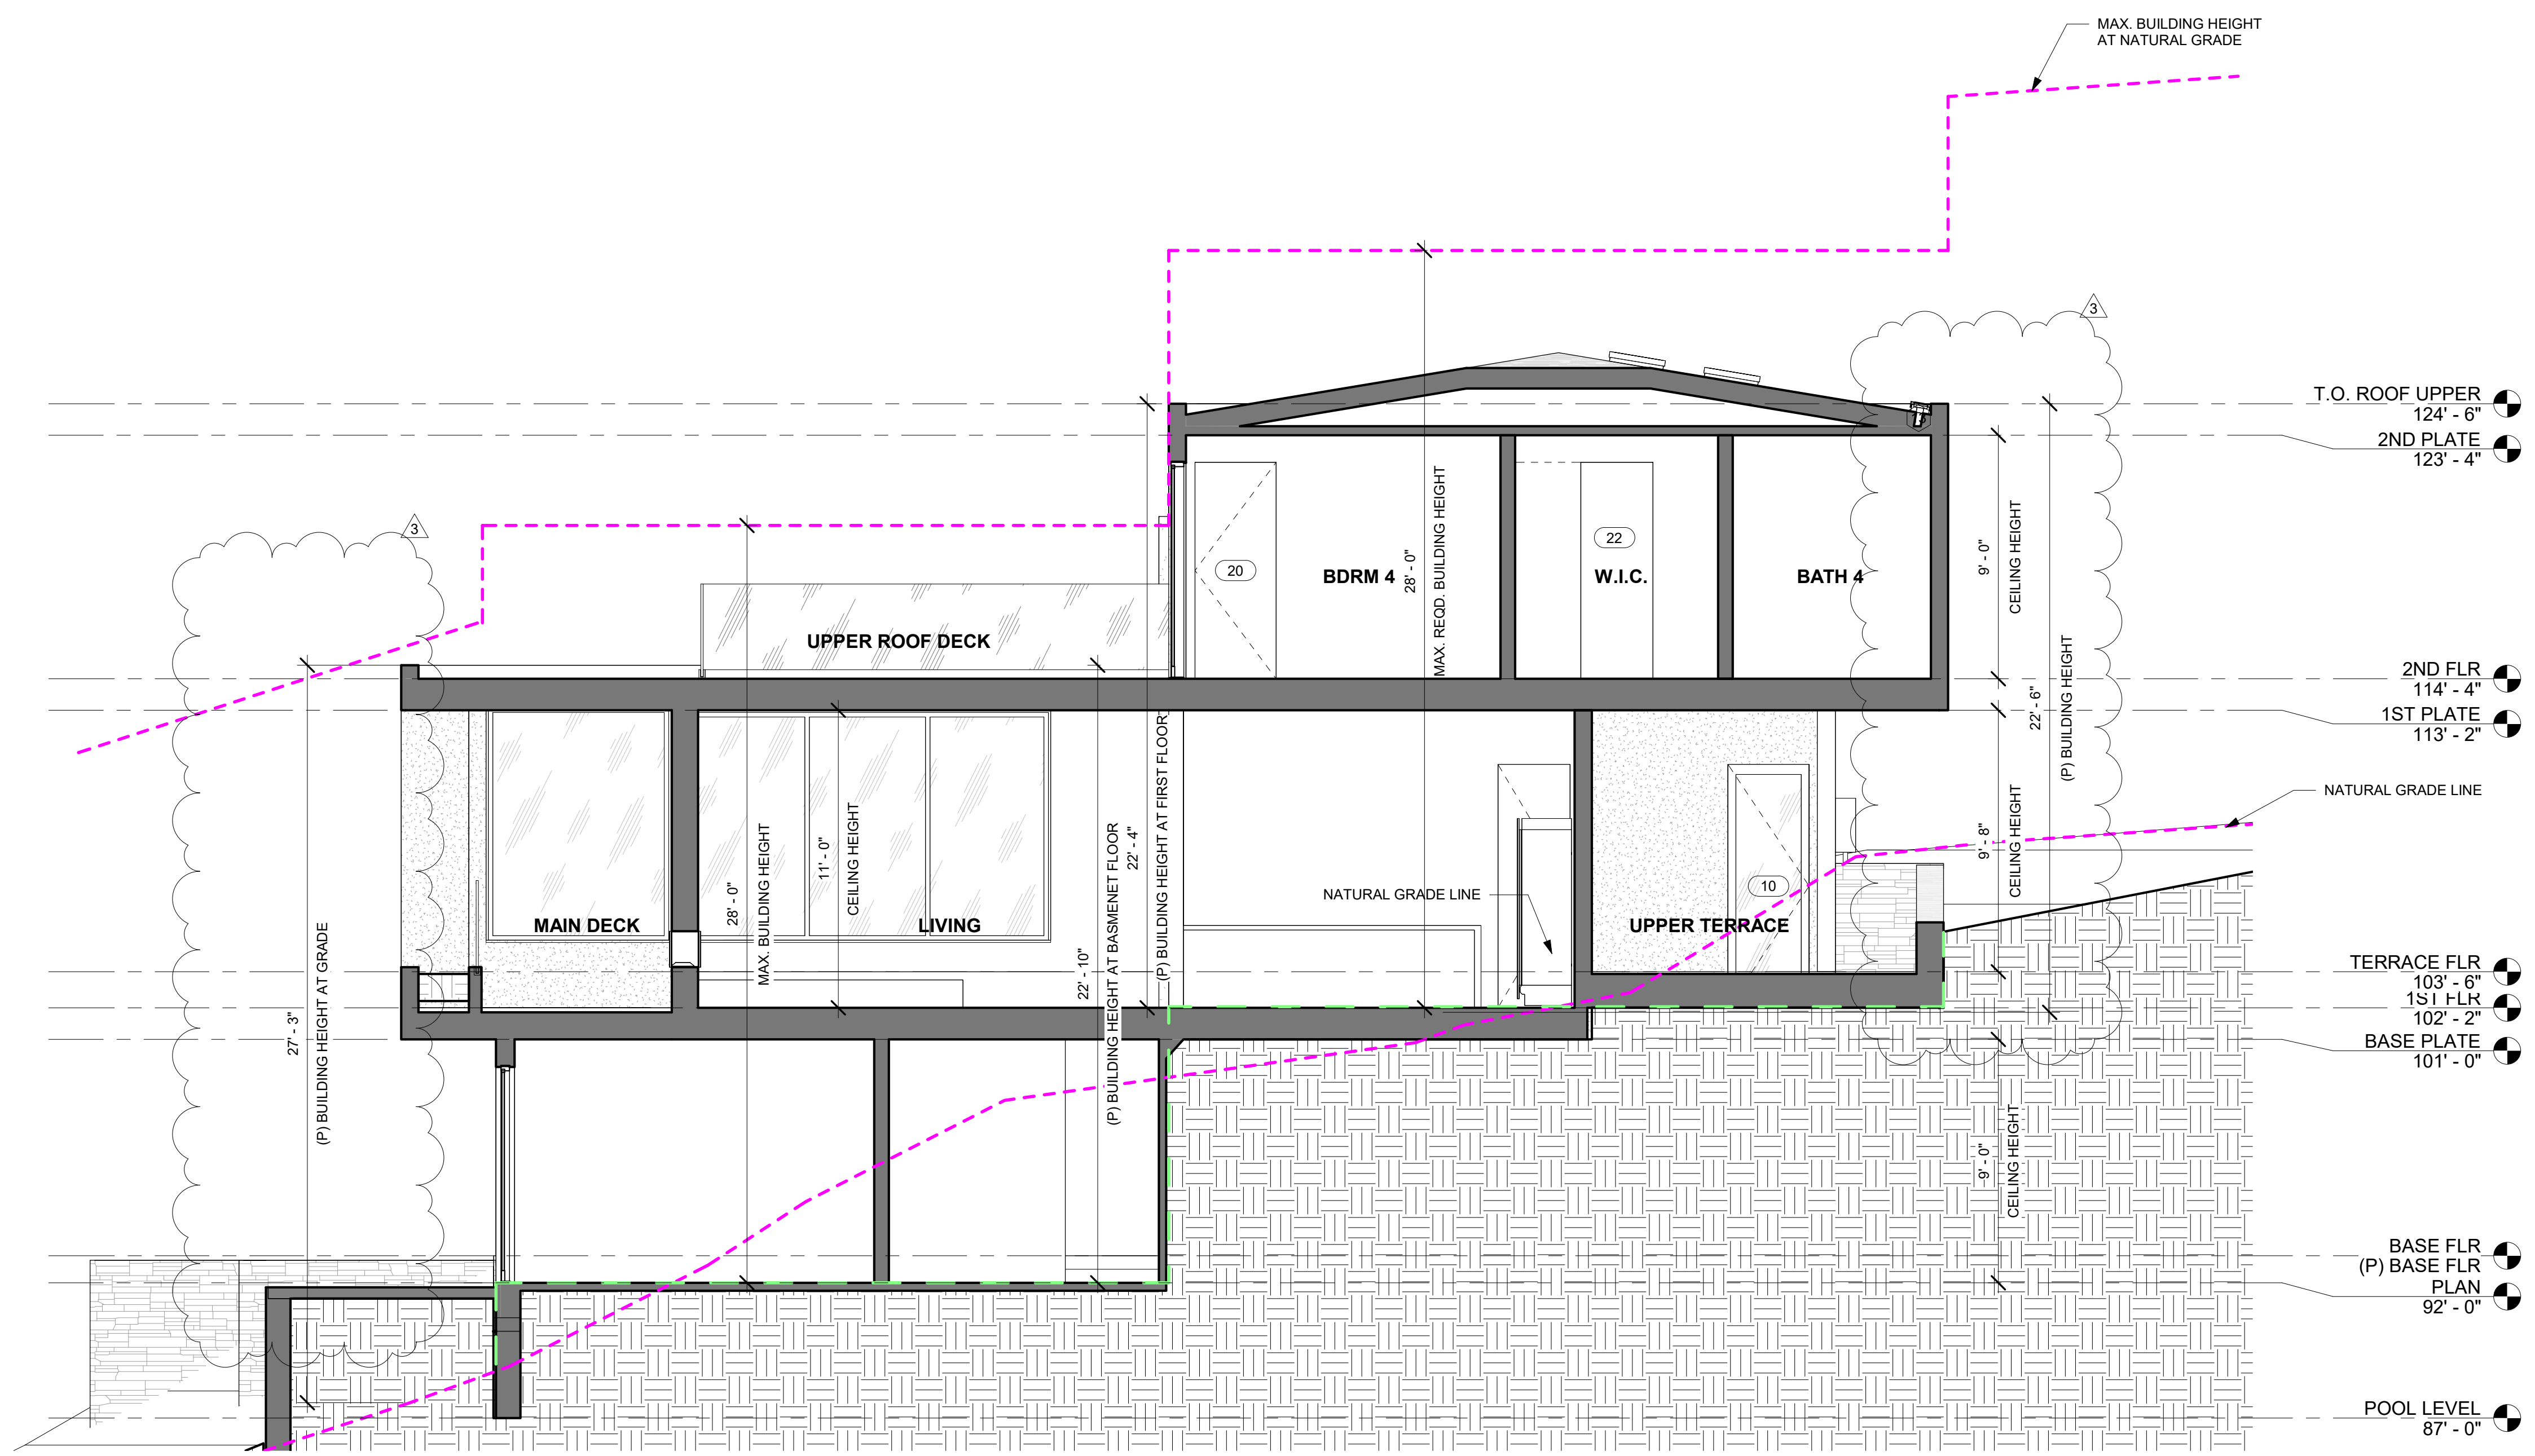 MAX. BUILDING HEIGHT
AT NATURAL GRADE
3
T.O. ROOF UPPER
124' - 6"
2ND PLATE
123' - 4"
3
20
BDRM 4
28' - 0"
MAX. REQD. BUILDING HEIGHT
22
W.I.C.
BATH 4
9' - 0"
CEILING HEIGHT
UPPER ROOF DECK
2ND FLR
114' - 4"
22' - 6"
(P) BUILDING HEIGHT
1ST PLATE
113' - 2"
NATURAL GRADE LINE
9' - 8"
CEILING HEIGHT
27' - 3"
(P) BUILDING HEIGHT AT GRADE
MAIN DECK
28' - 0"
MAX. BUILDING HEIGHT
11' - 0"
CEILING HEIGHT
LIVING
22' - 10"
(P) BUILDING HEIGHT AT BASMENET FLOOR
22' - 4"
(P) BUILDING HEIGHT AT FIRST FLOOR
NATURAL GRADE LINE
10
UPPER TERRACE
TERRACE FLR
103' - 6"
1ST FLR
102' - 2"
BASE PLATE
101' - 0"
9' - 0"
CEILING HEIGHT
BASE FLR
(P) BASE FLR
PLAN
92' - 0"
POOL LEVEL
87' - 0"